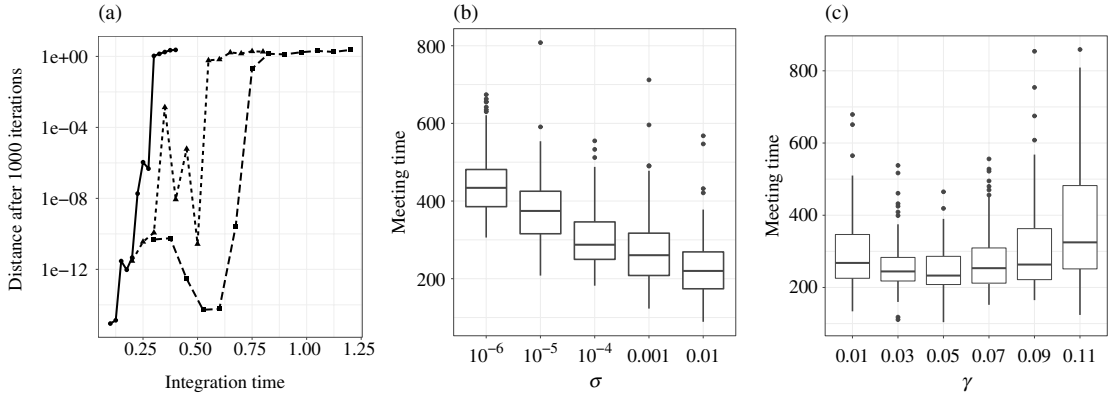 (a)
Distance after 1000 iterations
1e+00
1e−04
1e−08
1e−12
0.25 0.50 0.75 1.00 1.25
Integration time
(b)
Meeting time
800
600
400
200
10⁻⁶ 10⁻⁵ 10⁻⁴ 0.001 0.01
σ
(c)
Meeting time
800
600
400
200
0.01 0.03 0.05 0.07 0.09 0.11
γ